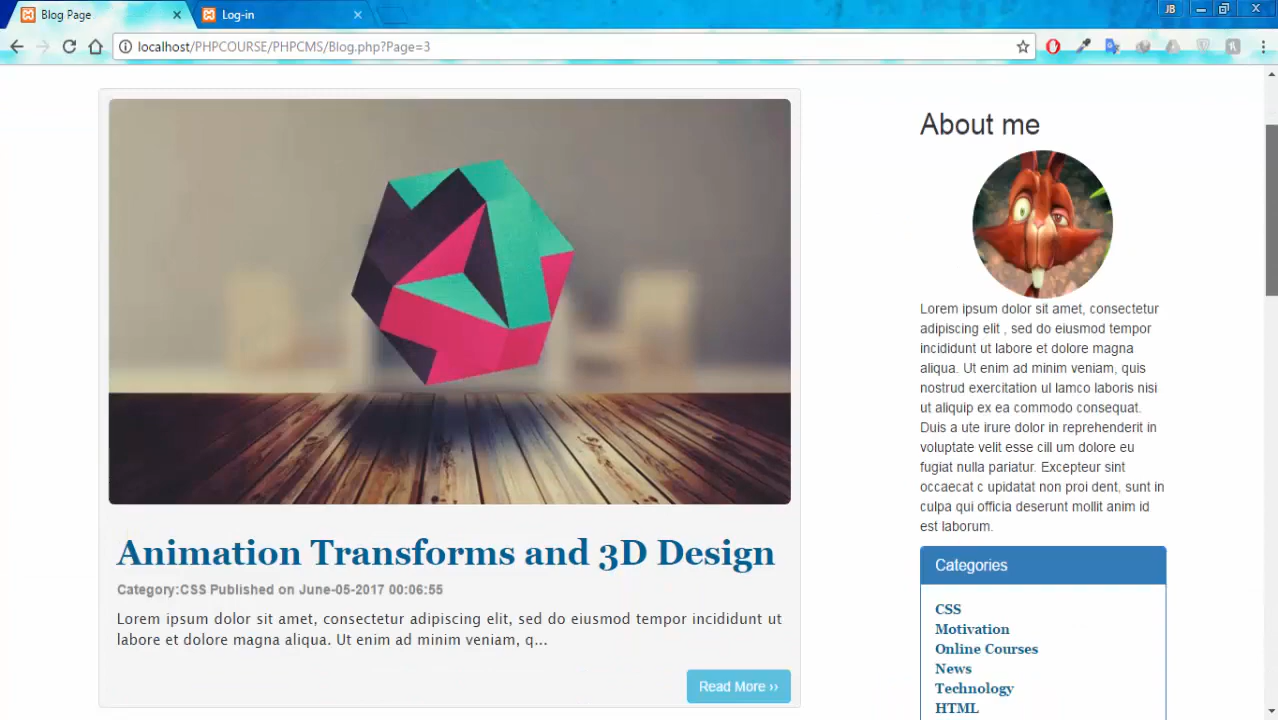 Blog Page
Log-in
JB
localhost/PHPCOURSE/PHPCMS/Blog.php?Page=3
Animation Transforms and 3D Design
Category:CSS Published on June-05-2017 00:06:55
Lorem ipsum dolor sit amet, consectetur adipiscing elit, sed do eiusmod tempor incididunt ut
labore et dolore magna aliqua. Ut enim ad minim veniam, q...
Read More ››
About me
Lorem ipsum dolor sit amet, consectetur
adipiscing elit , sed do eiusmod tempor
incididunt ut labore et dolore magna
aliqua. Ut enim ad minim veniam, quis
nostrud exercitation ul lamco laboris nisi
ut aliquip ex ea commodo consequat.
Duis a ute irure dolor in reprehenderit in
voluptate velit esse cill um dolore eu
fugiat nulla pariatur. Excepteur sint
occaecat c upidatat non proi dent, sunt in
culpa qui officia deserunt mollit anim id
est laborum.
Categories
CSS
Motivation
Online Courses
News
Technology
HTML